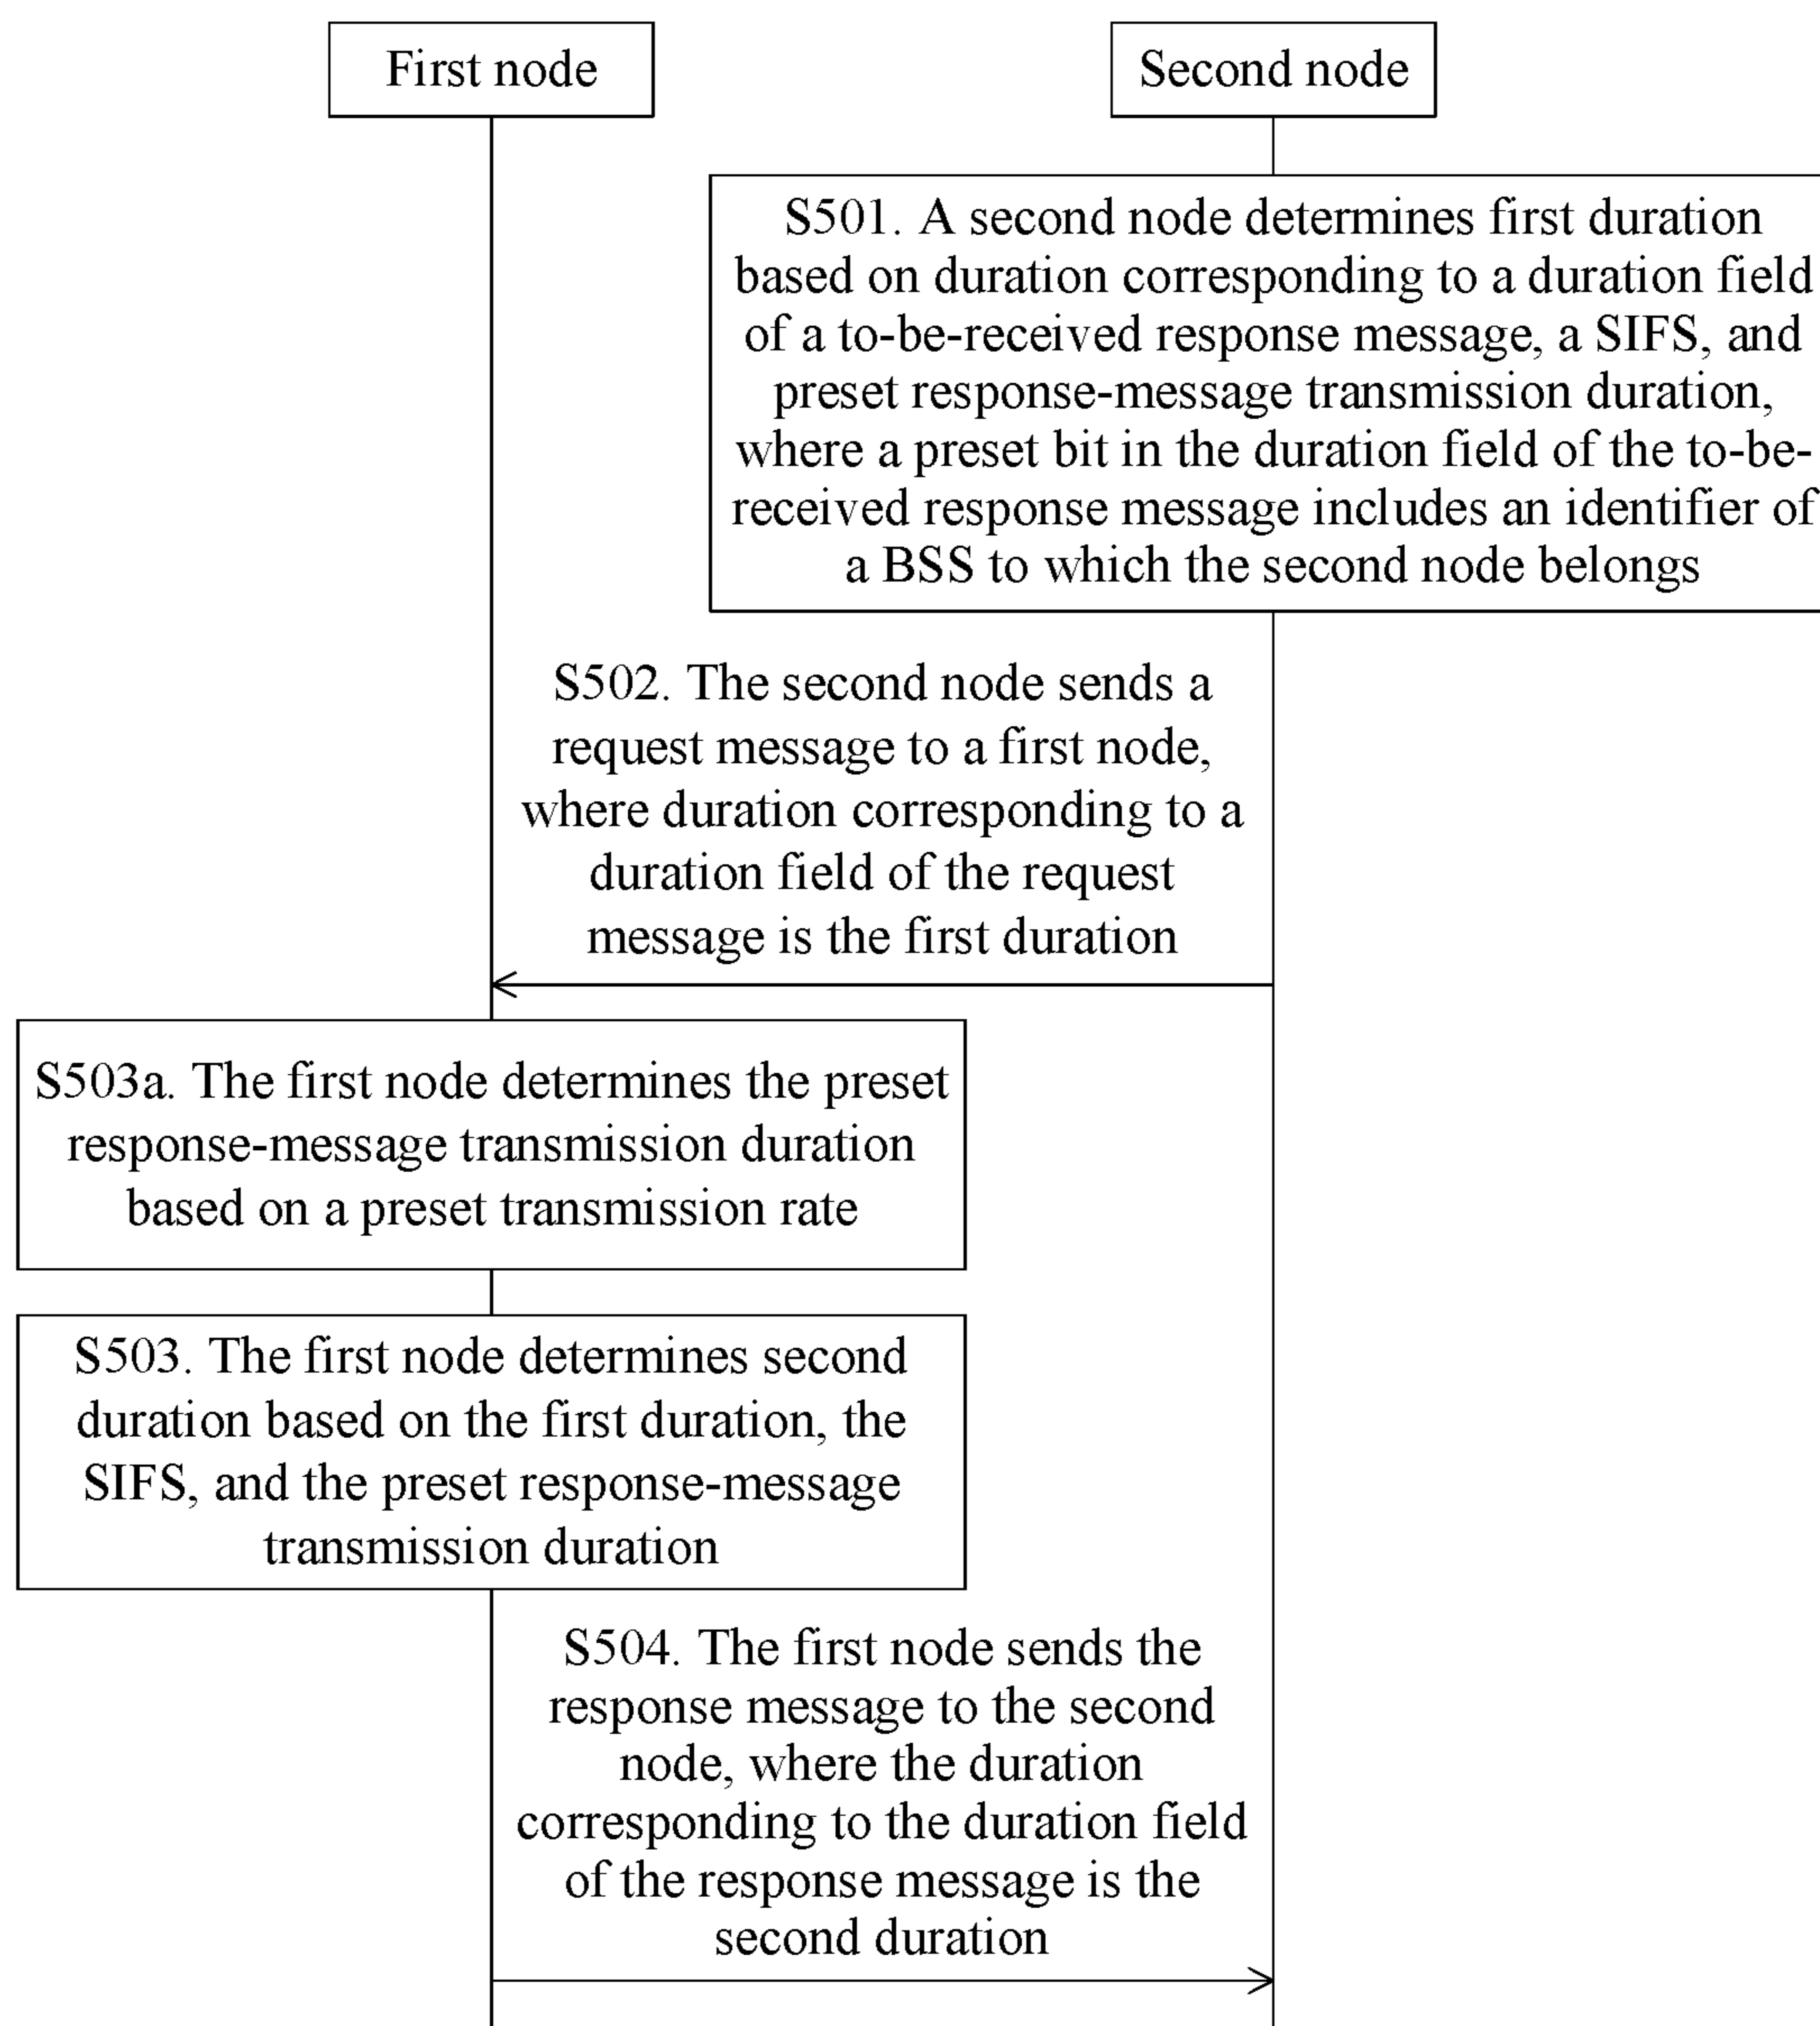 First node
Second node
S501. A second node determines first duration
based on duration corresponding to a duration field
of a to-be-received response message, a SIFS, and
preset response-message transmission duration,
where a preset bit in the duration field of the to-be-
received response message includes an identifier of
a BSS to which the second node belongs
S502. The second node sends a
request message to a first node,
where duration corresponding to a
duration field of the request
message is the first duration
S503a. The first node determines the preset
response-message transmission duration
based on a preset transmission rate
S503. The first node determines second
duration based on the first duration, the
SIFS, and the preset response-message
transmission duration
S504. The first node sends the
response message to the second
node, where the duration
corresponding to the duration field
of the response message is the
second duration